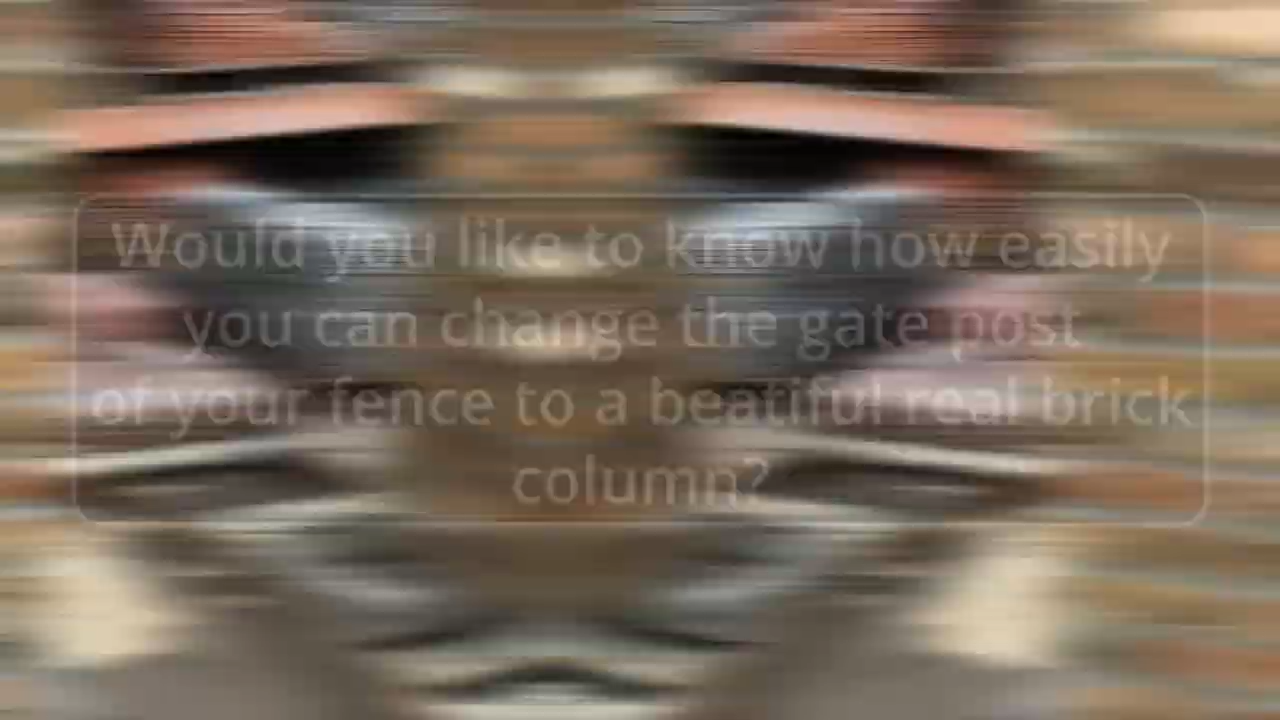 Would you like to know how easily
you can change the gate post
of your fence to a beatiful real brick
column?